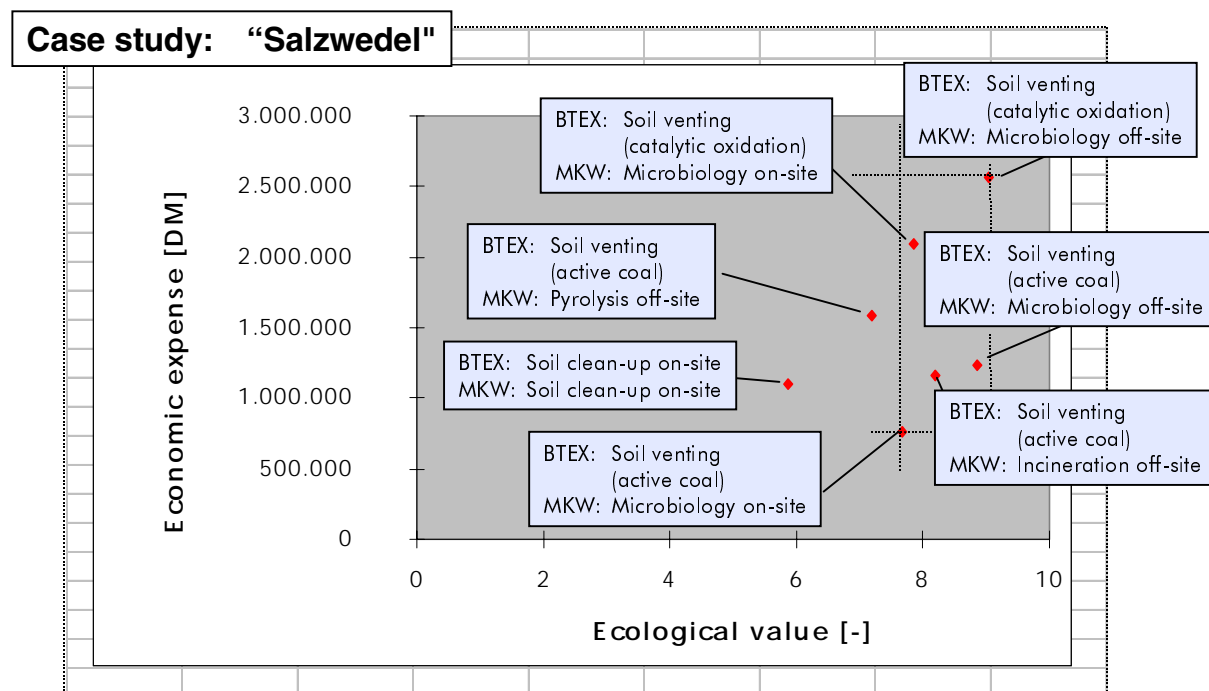 Case study: “Salzwedel"
Economic expense [DM]
3.000.000
2.500.000
2.000.000
1.500.000
1.000.000
500.000
0
BTEX: Soil venting
(catalytic oxidation)
MKW: Microbiology on-site
BTEX: Soil venting
(catalytic oxidation)
MKW: Microbiology off-site
BTEX: Soil venting
(active coal)
MKW: Pyrolysis off-site
BTEX: Soil venting
(active coal)
MKW: Microbiology off-site
BTEX: Soil clean-up on-site
MKW: Soil clean-up on-site
BTEX: Soil venting
(active coal)
MKW: Incineration off-site
BTEX: Soil venting
(active coal)
MKW: Microbiology on-site
0 2 4 6 8 10
Ecological value [-]